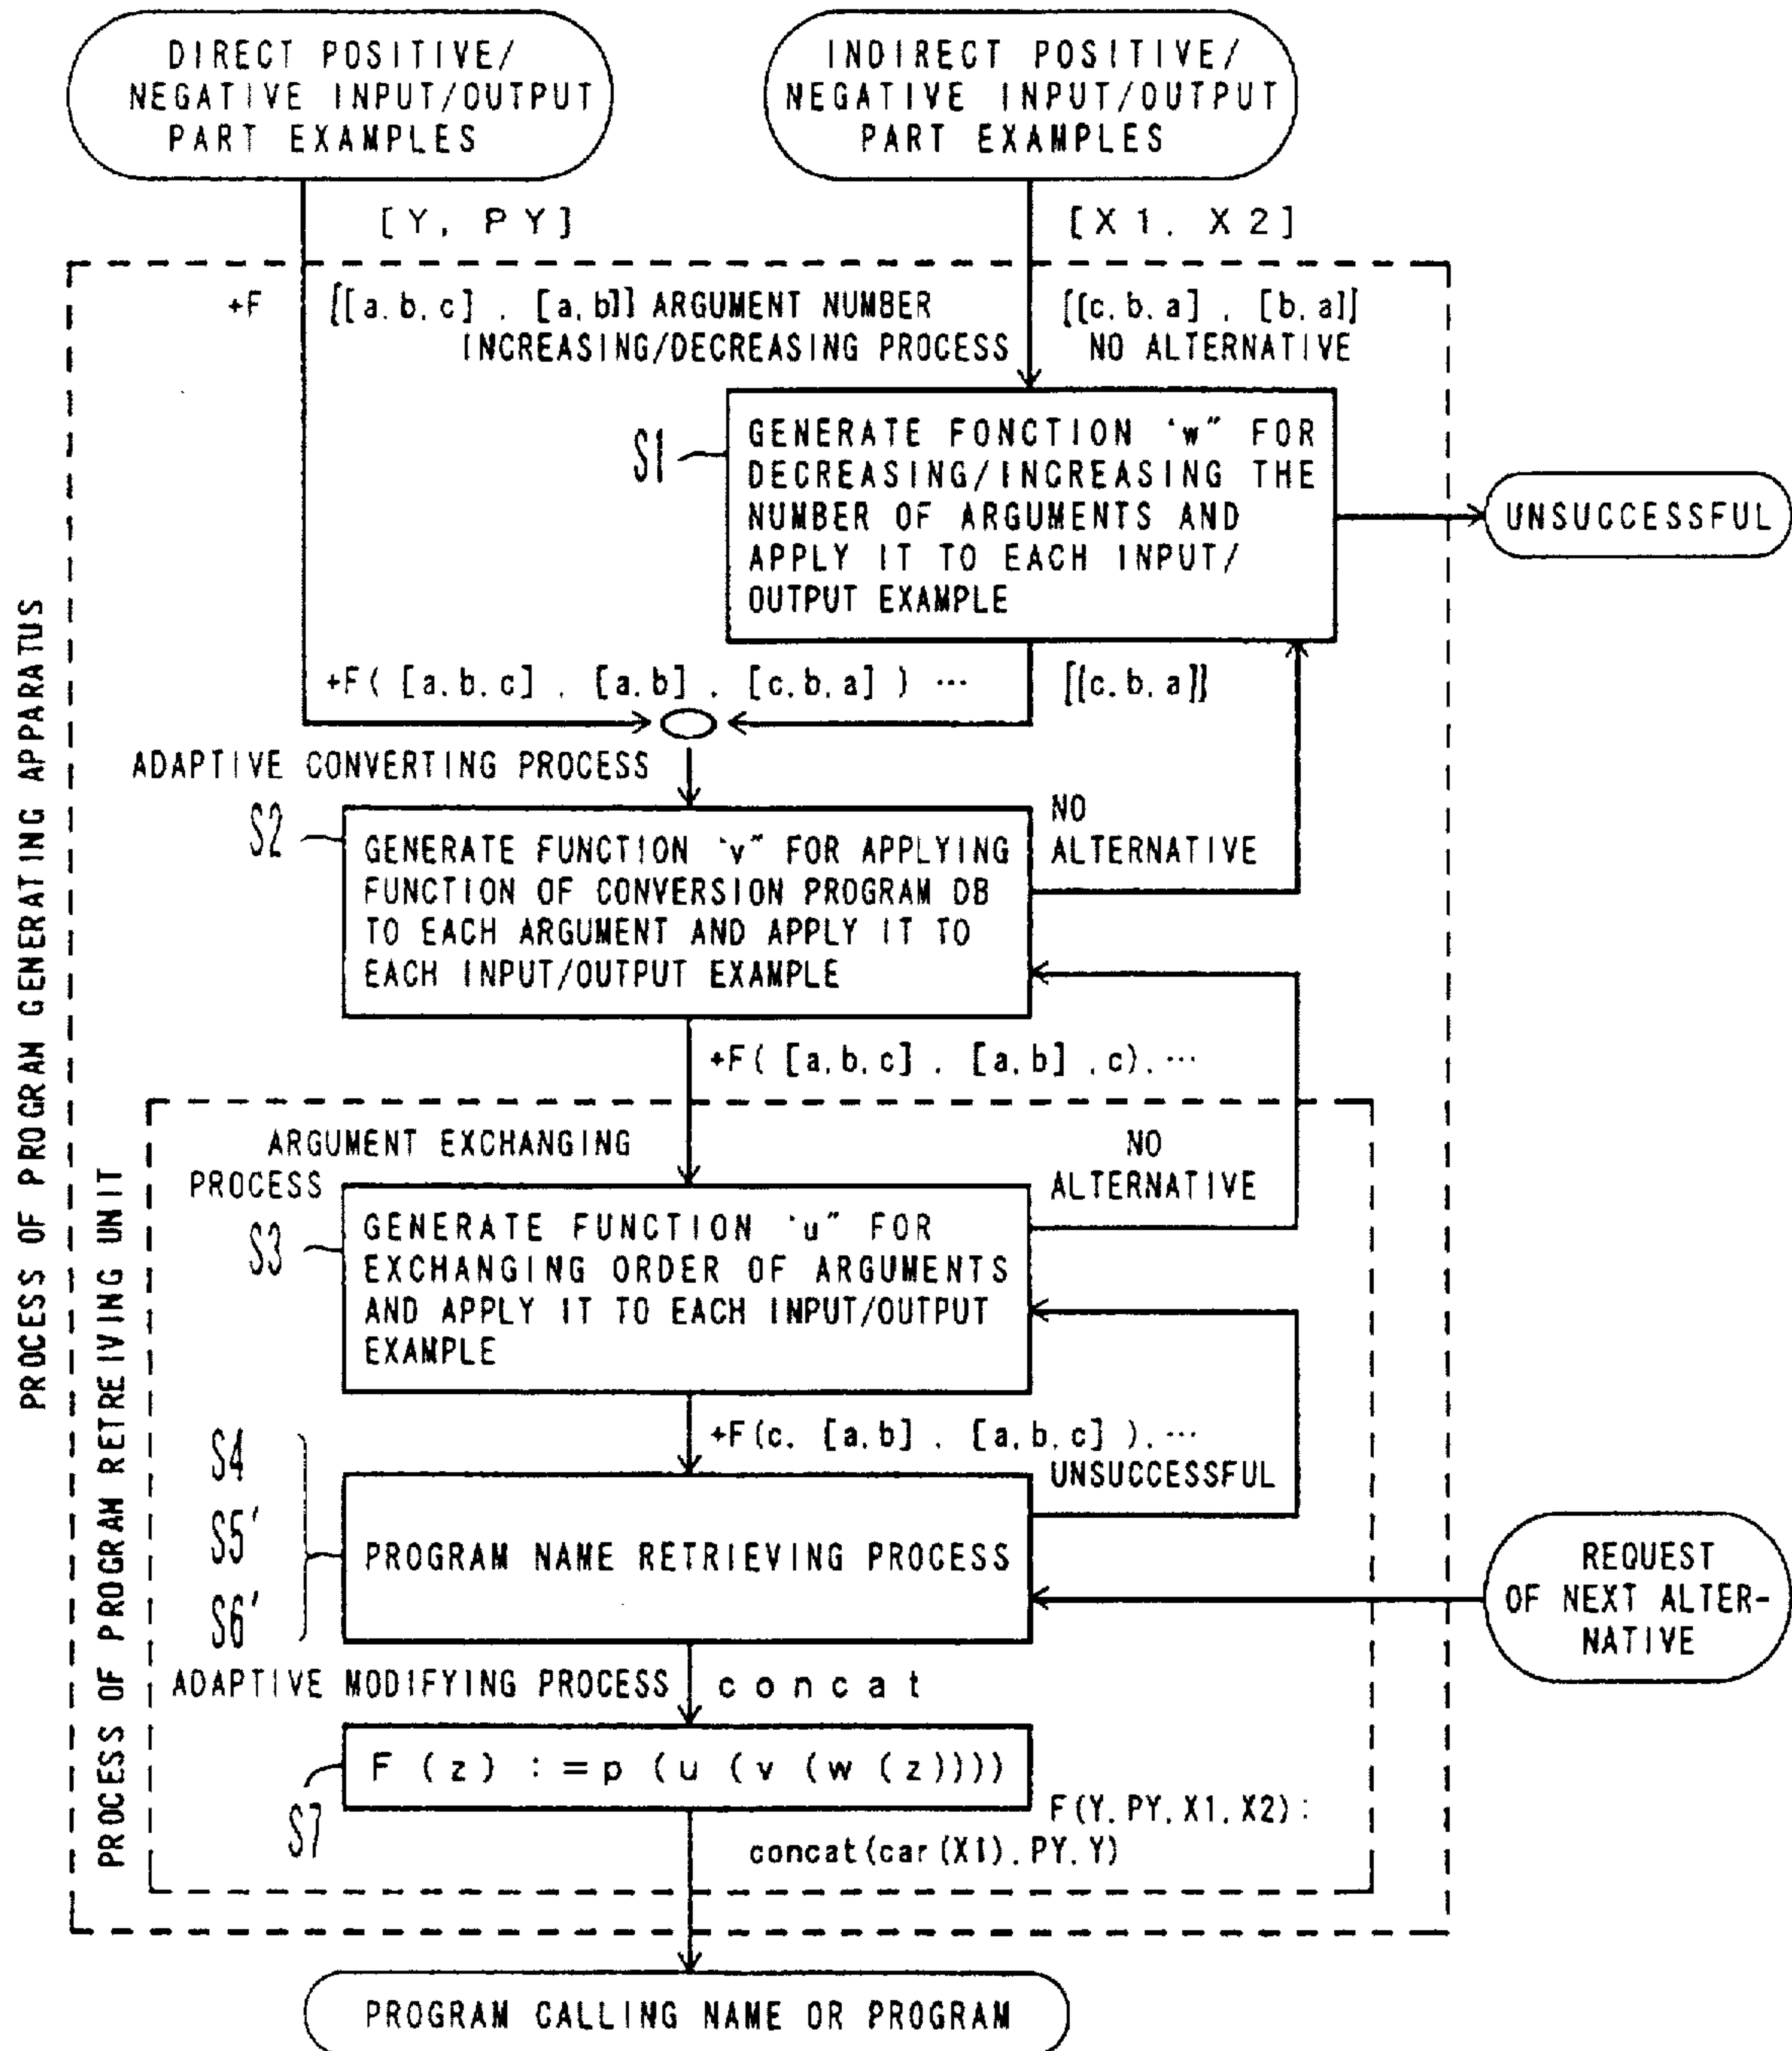 DIRECT POSITIVE/
NEGATIVE INPUT/OUTPUT
PART EXAMPLES
INDIRECT POSITIVE/
NEGATIVE INPUT/OUTPUT
PART EXAMPLES
[Y, PY]
[X1. X2]
+F
[[a.b.c] . [a.b]] ARGUMENT NUMBER
INCREASING/DECREASING PROCESS
[[c.b.a] . [b.a]]
NO ALTERNATIVE
S1
GENERATE FONCTION 'w" FOR
DECREASING/INCREASING THE
NUMBER OF ARGUMENTS AND
APPLY IT TO EACH INPUT/
OUTPUT EXAMPLE
UNSUCCESSFUL
+F( [a.b.c] . [a.b] . [c.b.a] ) ...
[[c.b.a]]
ADAPTIVE CONVERTING PROCESS
S2
GENERATE FUNCTION 'v" FOR APPLYING
FUNCTION OF CONVERSION PROGRAM DB
TO EACH ARGUMENT AND APPLY IT TO
EACH INPUT/OUTPUT EXAMPLE
NO
ALTERNATIVE
+F( [a.b.c] . [a.b] .c). ...
PROCESS OF PROGRAM GENERATING APPARATUS
PROCESS OF PROGRAM RETREIVING UNIT
ARGUMENT EXCHANGING
PROCESS
S3
NO
ALTERNATIVE
GENERATE FUNCTION 'u" FOR
EXCHANGING ORDER OF ARGUMENTS
AND APPLY IT TO EACH INPUT/OUTPUT
EXAMPLE
+F(c. [a.b] . [a.b.c] ). ...
UNSUCCESSFUL
S4
S5'
S6'
PROGRAM NAME RETRIEVING PROCESS
REQUEST
OF NEXT ALTER-
NATIVE
ADAPTIVE MODIFYING PROCESS
concat
F (z) :=p (u (v (w (z))))
S7
F(Y.PY.X1.X2):
concat(car(X1).PY.Y)
PROGRAM CALLING NAME OR PROGRAM